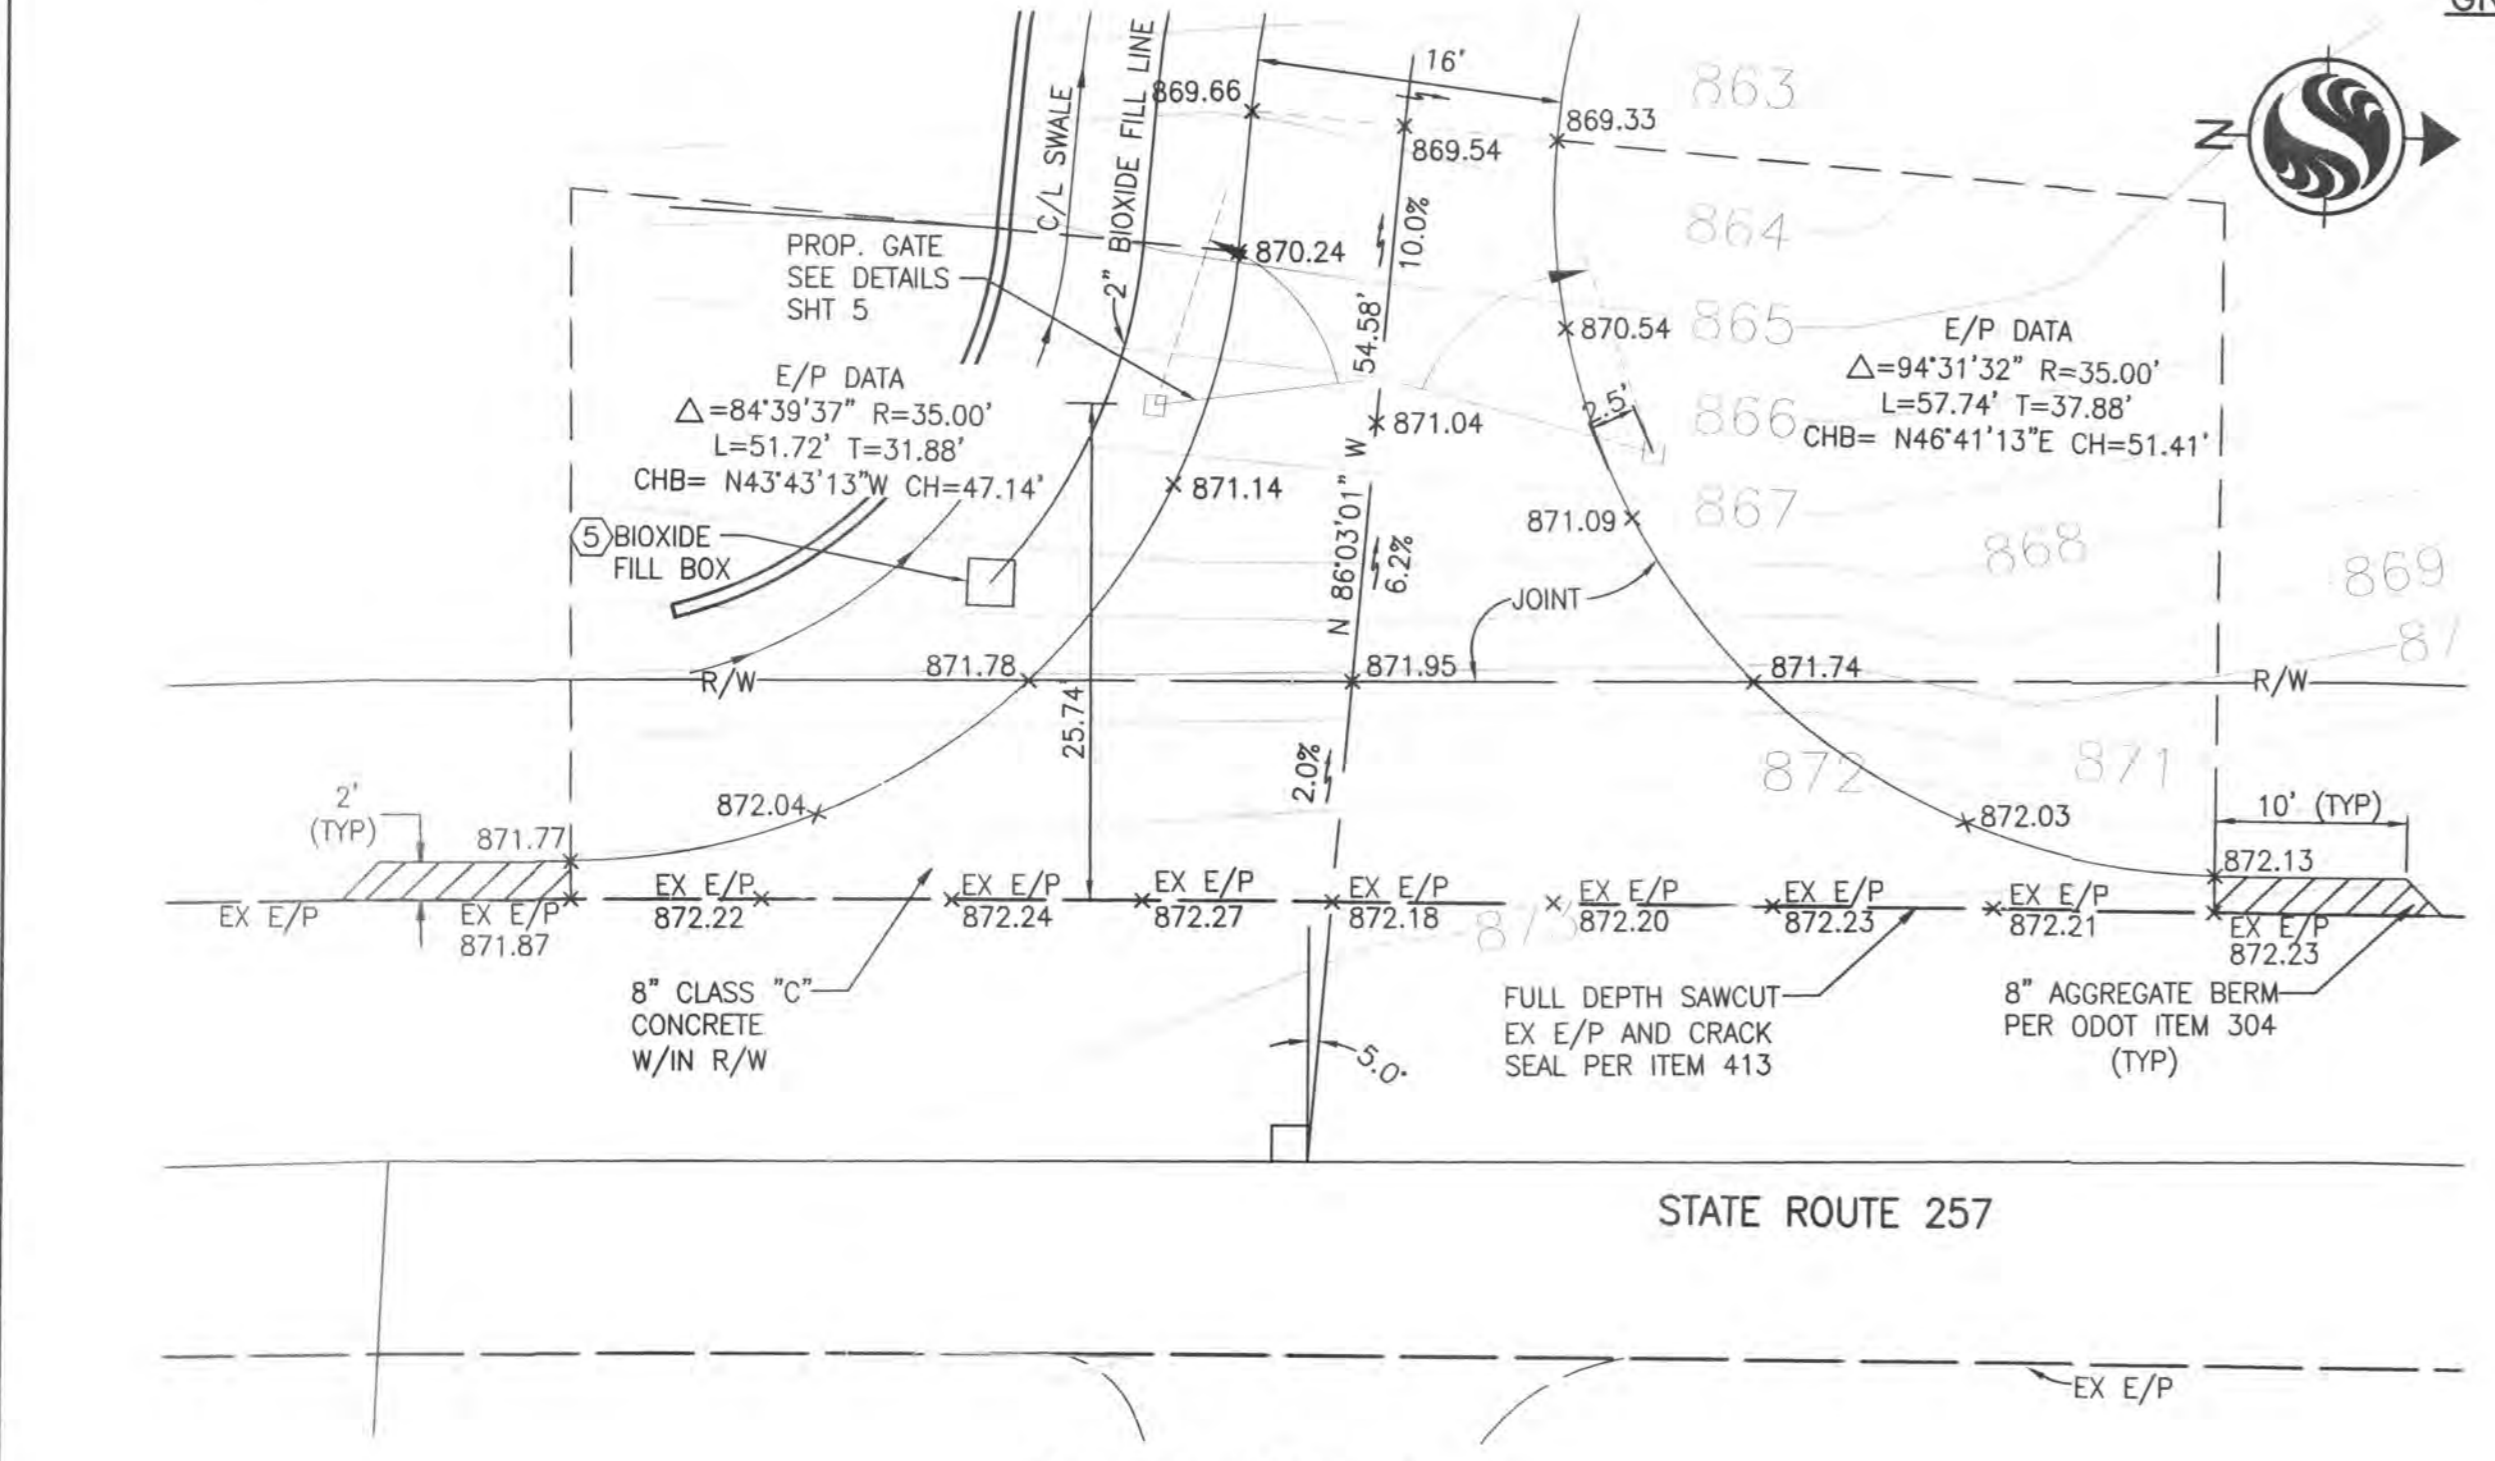 16'
863
869.66
869.33
869.54
N
C/L SWALE
2" BIOXIDE FILL LINE
864
10.0%
870.24
PROP. GATE
SEE DETAILS
SHT 5
54.58'
870.54
865
E/P DATA
△=94°31'32" R=35.00'
L=57.74' T=37.88'
CHB= N46°41'13"E CH=51.41'
E/P DATA
△=84°39'37" R=35.00'
L=51.72' T=31.88'
CHB= N43°43'13"W CH=47.14'
2.5'
866
871.04
871.14
871.09
867
868
869
5 BIOXIDE
FILL BOX
N 86°03'01" W
6.2%
JOINT
87
R/W
871.78
871.95
871.74
R/W
25.74'
2.0%
872
871
2'
(TYP)
872.04
871.77
872.03
10' (TYP)
872.13
EX E/P
EX E/P
871.87
EX E/P
872.22
EX E/P
872.24
EX E/P
872.27
EX E/P
872.18
873
EX E/P
872.20
EX E/P
872.23
EX E/P
872.21
EX E/P
872.23
8" CLASS "C"
CONCRETE
W/IN R/W
FULL DEPTH SAWCUT
EX E/P AND CRACK
SEAL PER ITEM 413
8" AGGREGATE BERM
PER ODOT ITEM 304
(TYP)
5.0°
STATE ROUTE 257
EX E/P